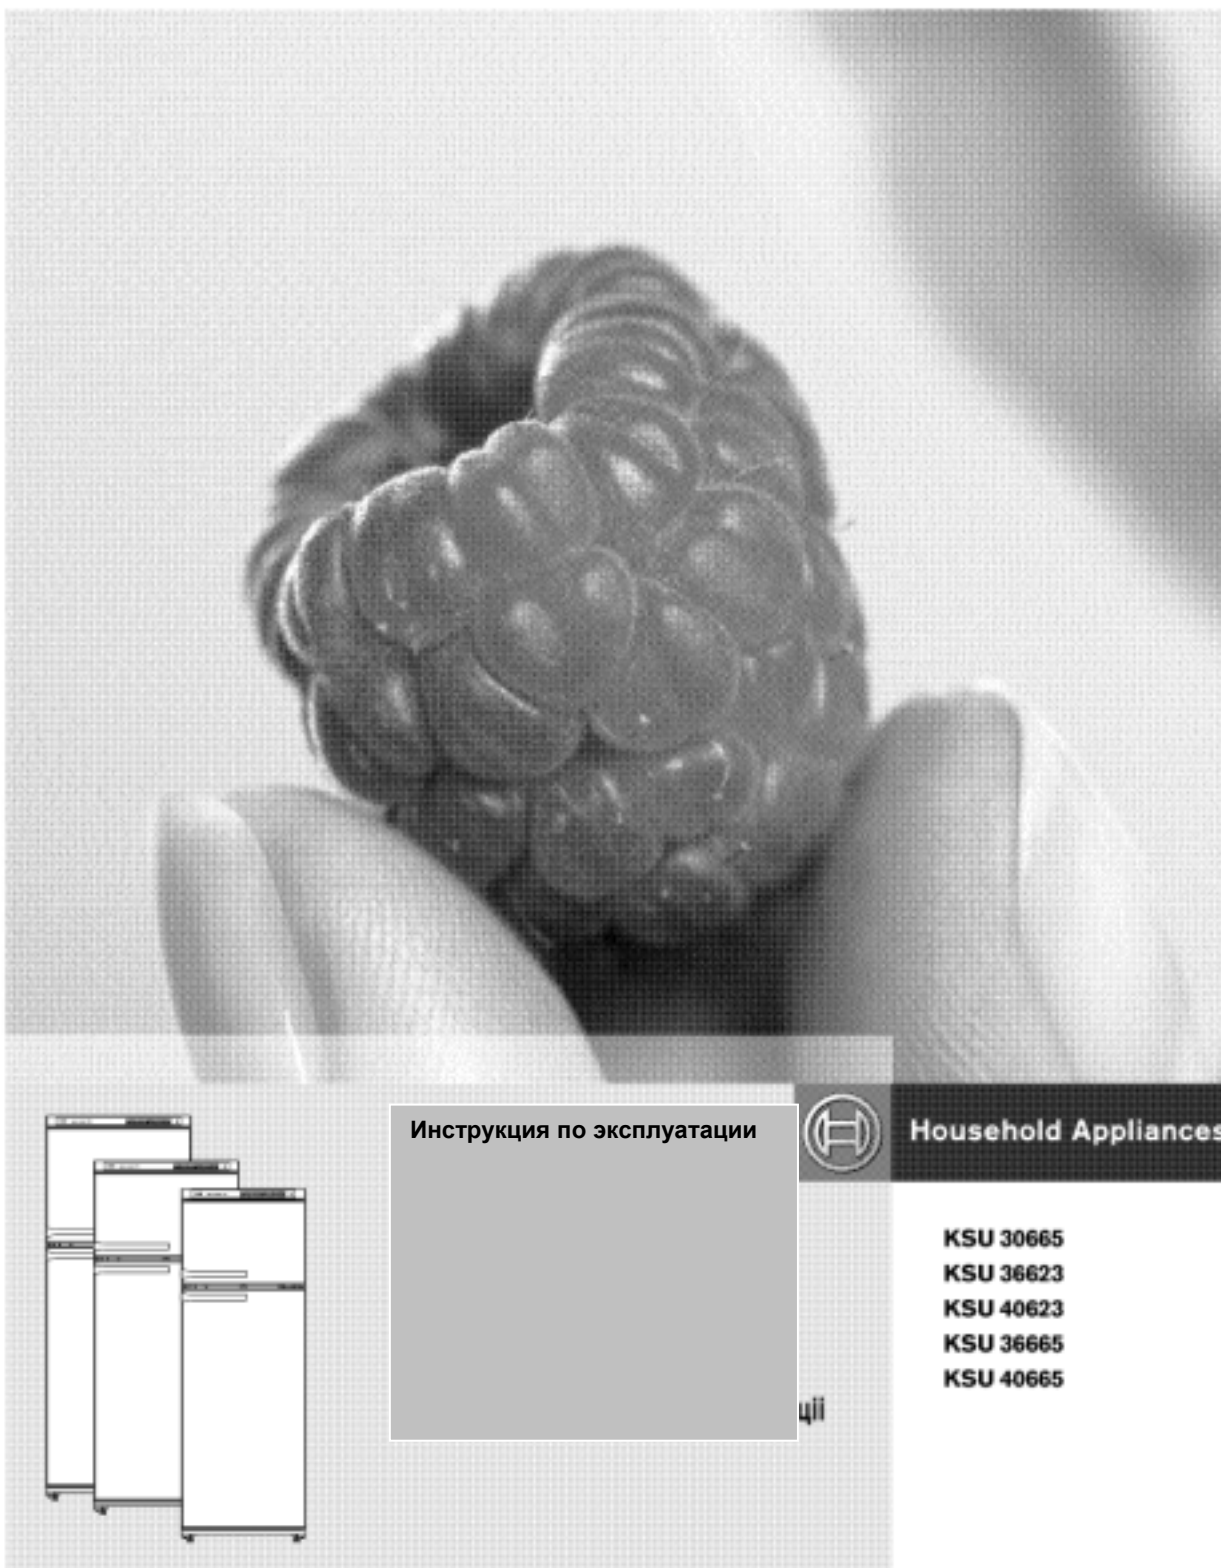 Инструкция по эксплуатации
Household Appliances
KSU 30665
KSU 36623
KSU 40623
KSU 36665
KSU 40665
ції